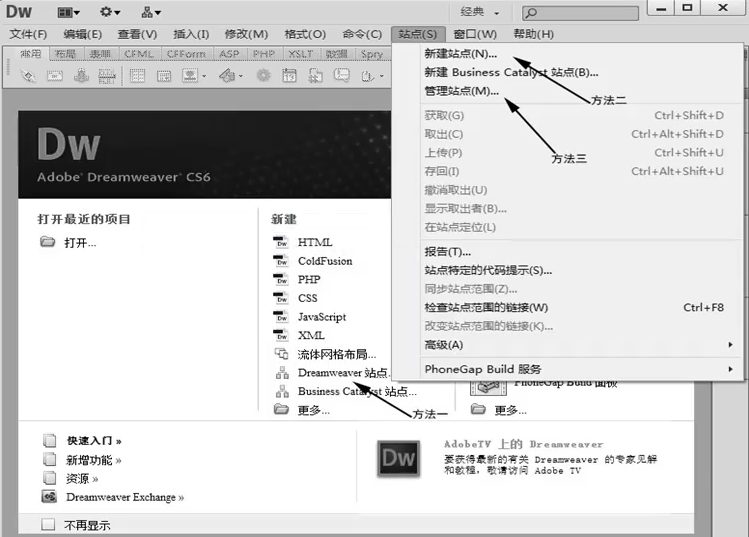 Dw
经典
文件(F) 编辑(E) 查看(V) 插入(I) 修改(M) 格式(O) 命令(C) 站点(S) 窗口(W) 帮助(H)
常用 布局 表单 CFML CFForm ASP PHP XSLT 数据 Spry
新建站点(N)...
新建 Business Catalyst 站点(B)...
管理站点(M)...
方法二
获取(G) Ctrl+Shift+D
取出(C) Ctrl+Alt+Shift+D
上传(P) Ctrl+Shift+U
方法三
存回(I) Ctrl+Alt+Shift+U
撤消取出(U)
显示取出者(B)...
在站点定位(L)
报告(T)...
站点特定的代码提示(S)...
同步站点范围(Z)...
检查站点范围的链接(W) Ctrl+F8
改变站点范围的链接(K)...
高级(A)
PhoneGap Build 服务
Dw
Adobe® Dreamweaver® CS6
打开最近的项目
打开...
新建
HTML
ColdFusion
PHP
CSS
JavaScript
XML
流体网格布局...
Dreamweaver 站点...
Business Catalyst 站点...
更多...
方法一
PhoneGap Build 面板
更多...
快速入门 »
新增功能 »
资源 »
Dreamweaver Exchange »
Dw
AdobeTV 上的 Dreamweaver
要获得最新的有关 Dreamweaver 的专家见解
和教程，敬请访问 Adobe TV
不再显示